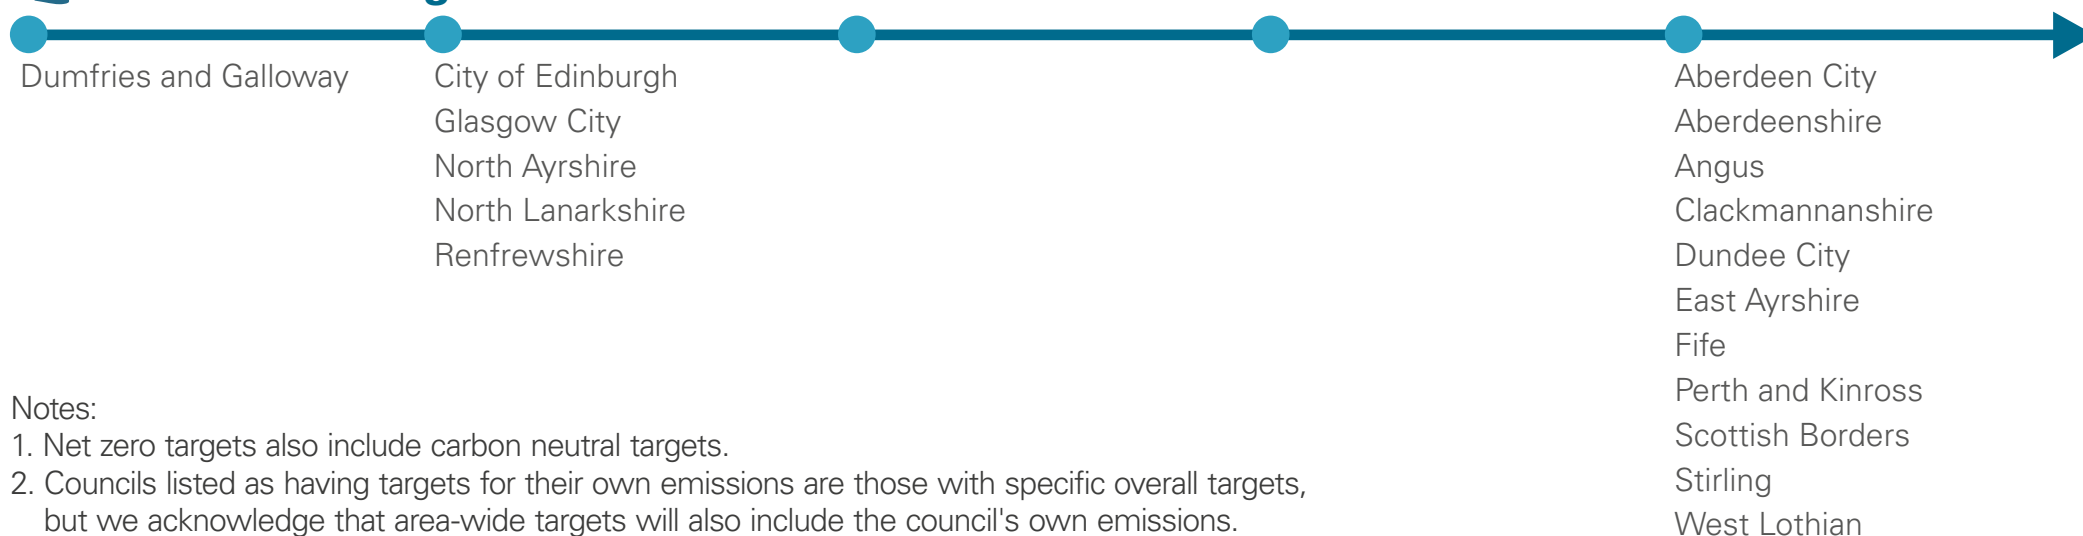 Dumfries and Galloway
City of Edinburgh
Glasgow City
North Ayrshire
North Lanarkshire
Renfrewshire
Aberdeen City
Aberdeenshire
Angus
Clackmannanshire
Dundee City
East Ayrshire
Fife
Perth and Kinross
Scottish Borders
Stirling
West Lothian
Notes:
1. Net zero targets also include carbon neutral targets.
2. Councils listed as having targets for their own emissions are those with specific overall targets,
but we acknowledge that area-wide targets will also include the council's own emissions.